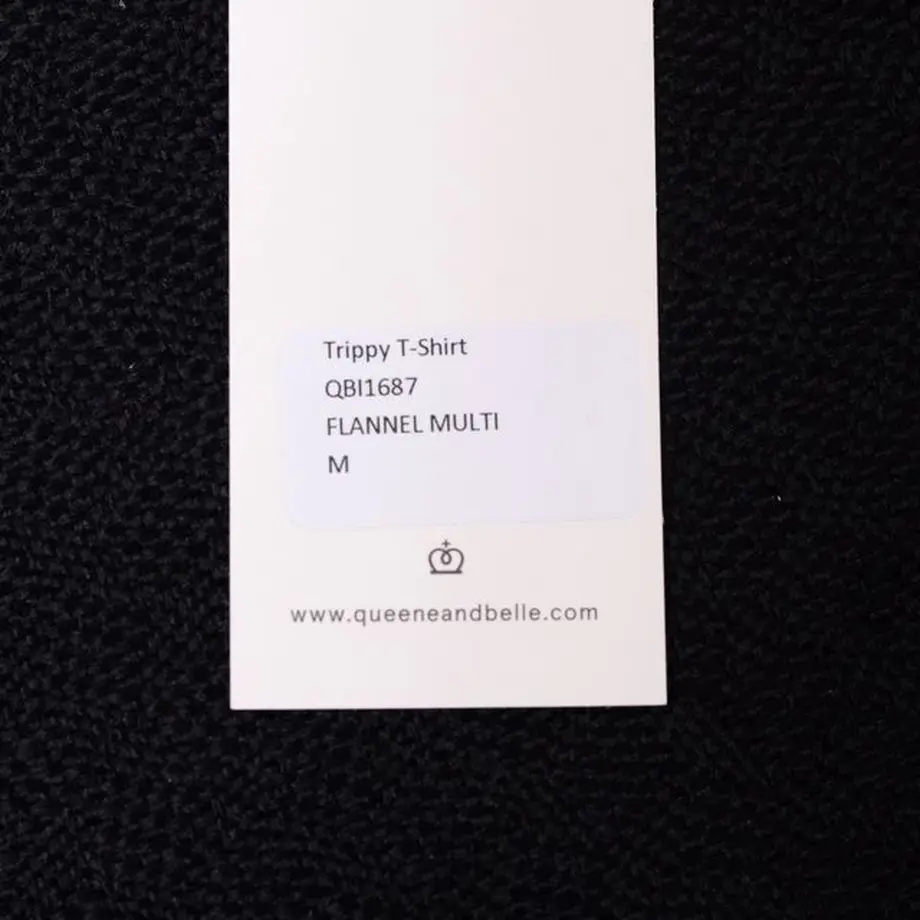 Trippy T-Shirt
QBI1687
FLANNEL MULTI
M
www.queeneandbelle.com